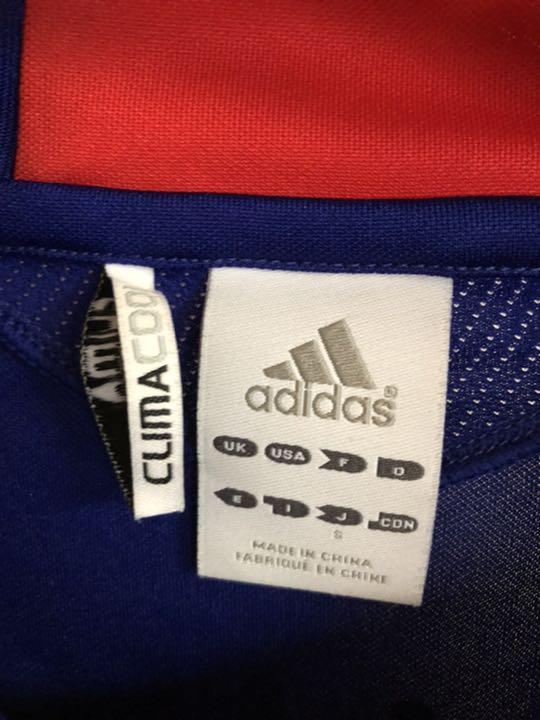 CLIMACOOL
adidas®
UK USA F D
E I J CDN
S
MADE IN CHINA
FABRIQUÉ EN CHINE